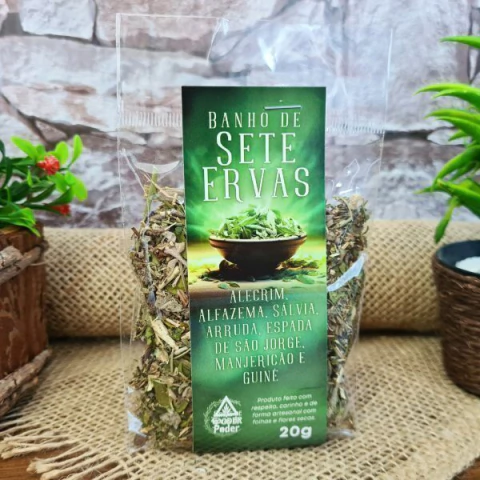 BANHO DE
SETE
ERVAS
ALECRIM,
ALFAZEMA, SÁLVIA,
ARRUDA, ESPADA
DE SÃO JORGE,
MANJERICÃO E
GUINÉ
Produto feito com
respeito, carinho e de
forma artesanal com
folhas e flores secas.
Poder
20g